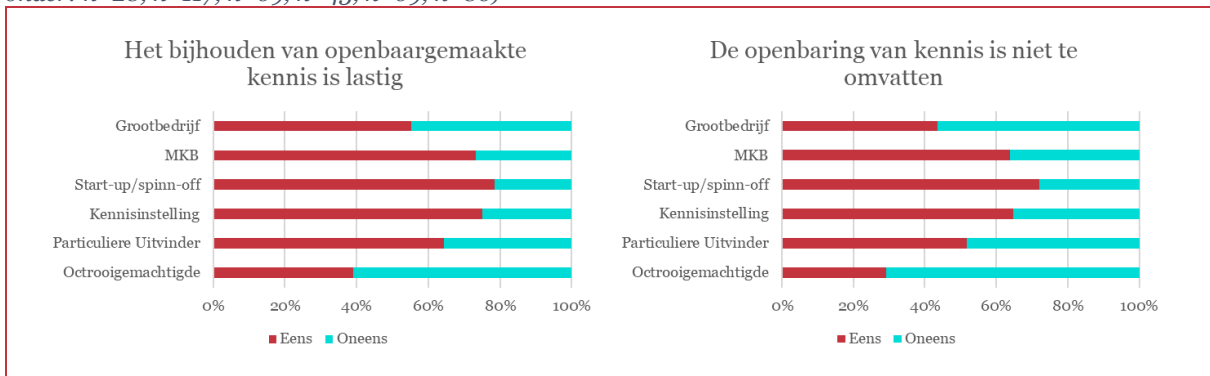 Het bijhouden van openbaargemaakte
kennis is lastig
Grootbedrijf
MKB
Start-up/spinn-off
Kennisinstelling
Particuliere Uitvinder
Octrooigemachtigde
0% 20% 40% 60% 80% 100%
Eens Oneens
De openbaring van kennis is niet te
omvatten
Grootbedrijf
MKB
Start-up/spinn-off
Kennisinstelling
Particuliere Uitvinder
Octrooigemachtigde
0% 20% 40% 60% 80% 100%
Eens Oneens